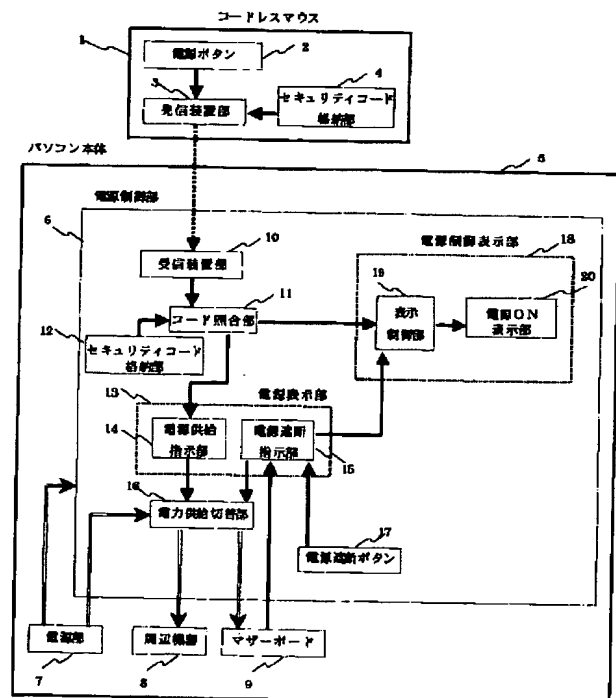 コードレスマウス
1
電源ボタン
2
3
発信装置部
4
セキュリティコード
格納部
パソコン本体
5
電源制御部
6
10
受信装置部
11
コード照合部
12
セキュリティコード
格納部
電源制御表示部
18
19
表示
制御部
20
電源ON
表示部
13
電源表示部
14
電源供給
指示部
電源遮断
指示部
15
16
電力供給切替部
17
電源遮断ボタン
電源部
7
周辺機器
8
マザーボード
9